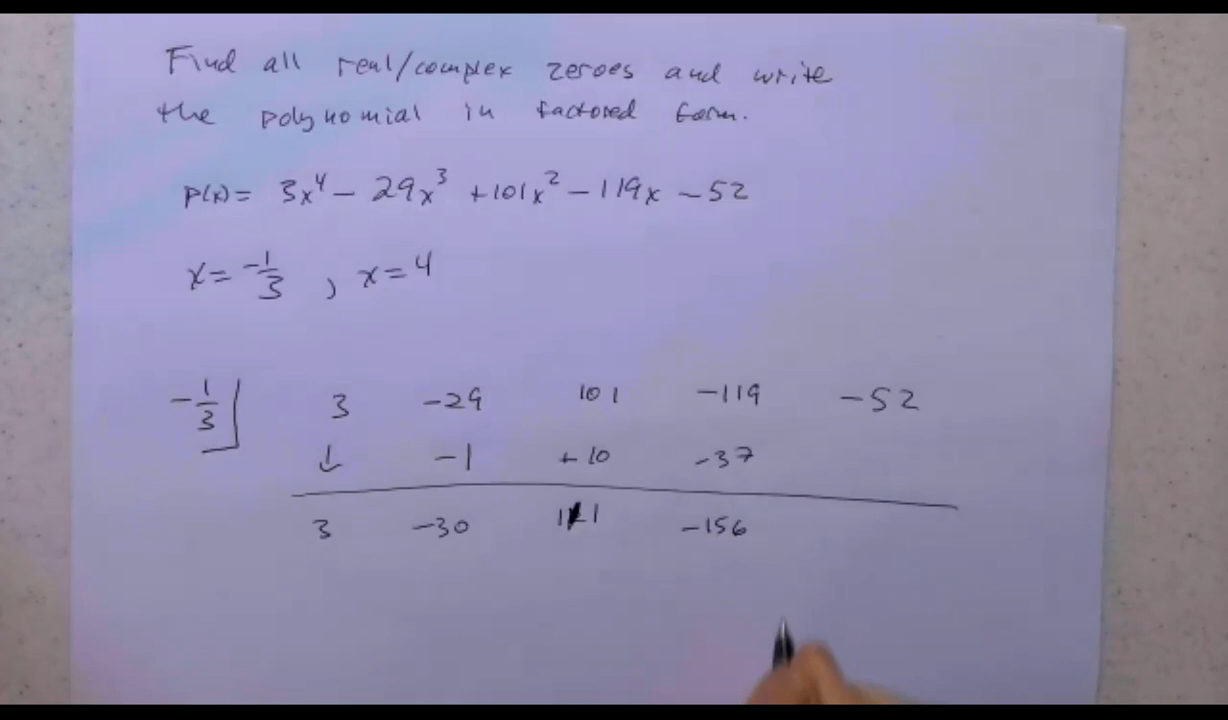 Find all real/complex zeroes and write
the polynomial in factored form.
P(x)= 3x⁴ - 29x³ +101x² -119x -52
x= -1/3 , x=4
-1/3 3 -29 101 -119 -52
↓ -1 +10 -37
3 -30 111 -156